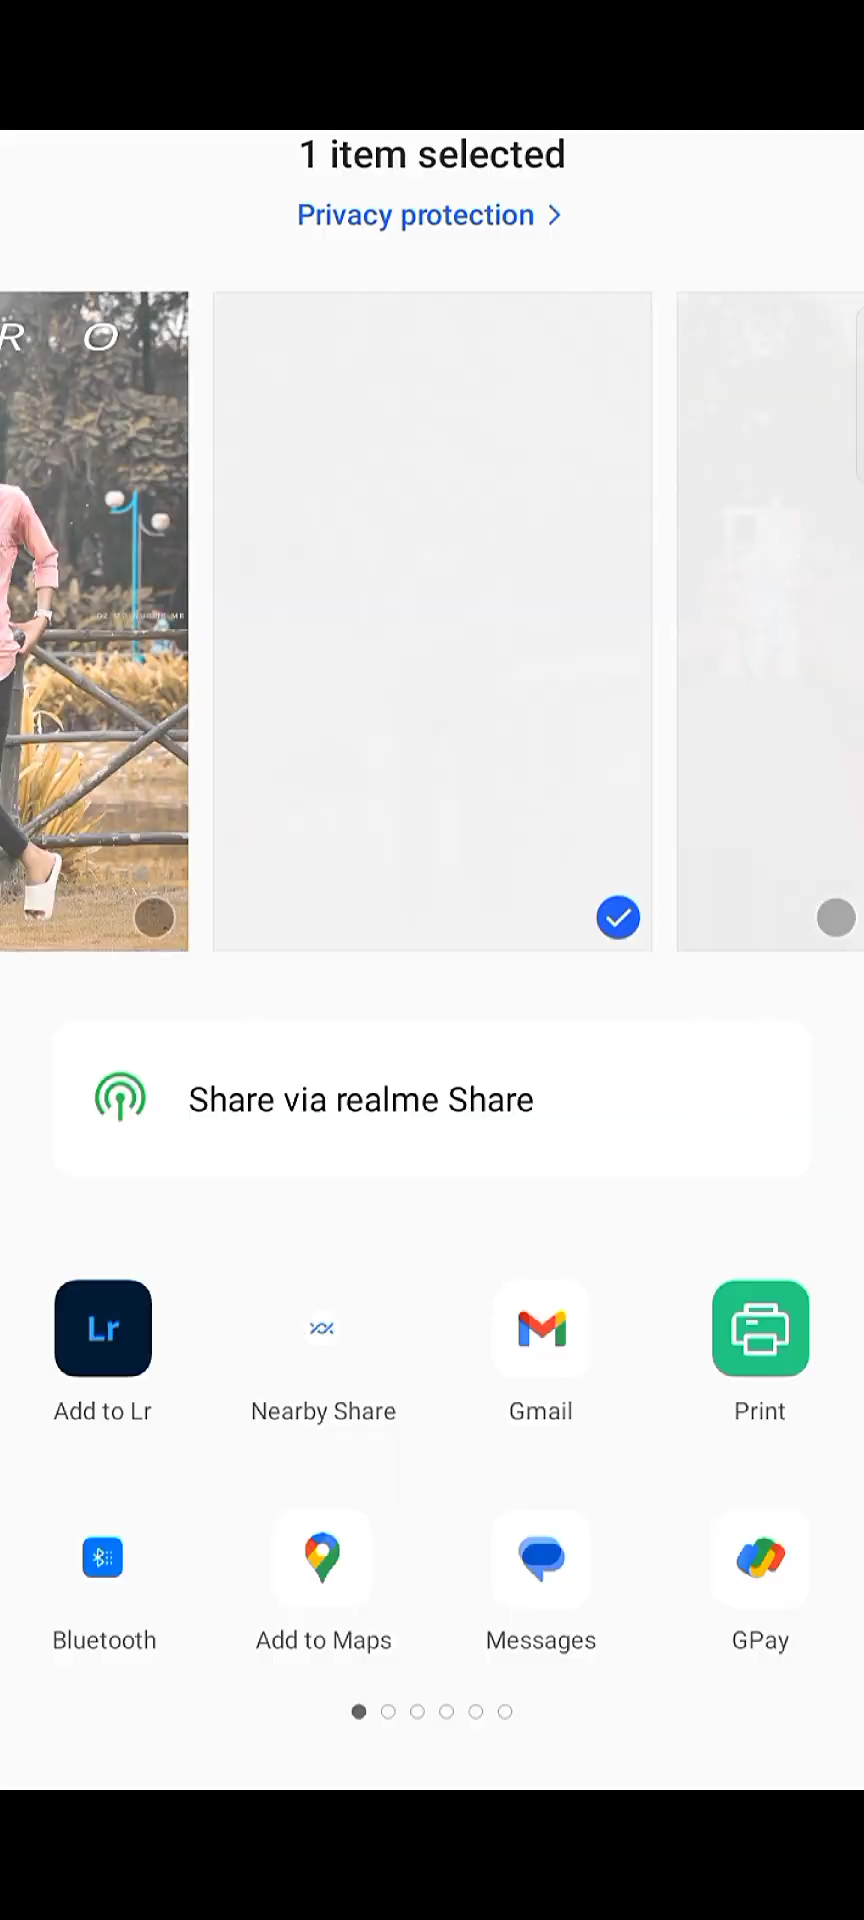 1 item selected
Privacy protection >
R O
Share via realme Share
Lr
Add to Lr
Nearby Share
Gmail
Print
Bluetooth
Add to Maps
Messages
GPay